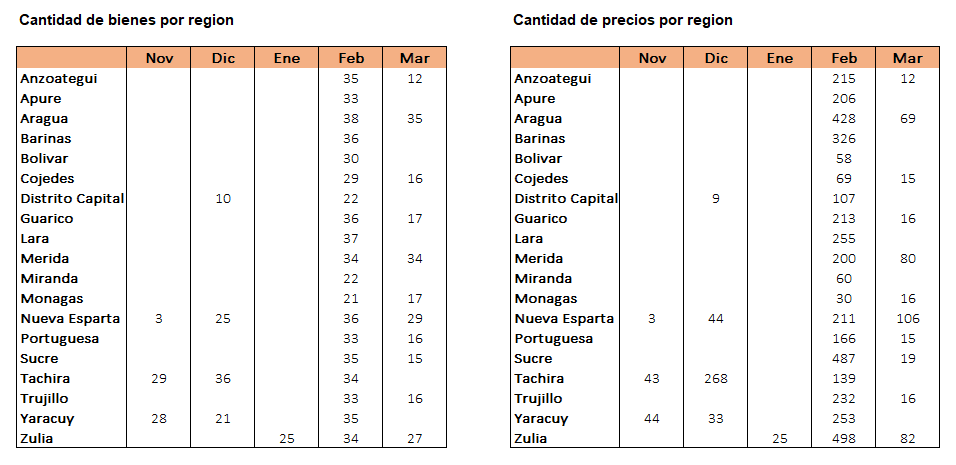 Cantidad de bienes por region
Nov Dic Ene Feb Mar
Anzoategui 35 12
Apure 33
Aragua 38 35
Barinas 36
Bolivar 30
Cojedes 29 16
Distrito Capital 10 22
Guarico 36 17
Lara 37
Merida 34 34
Miranda 22
Monagas 21 17
Nueva Esparta 3 25 36 29
Portuguesa 33 16
Sucre 35 15
Tachira 29 36 34
Trujillo 33 16
Yaracuy 28 21 35
Zulia 25 34 27
Cantidad de precios por region
Nov Dic Ene Feb Mar
Anzoategui 215 12
Apure 206
Aragua 428 69
Barinas 326
Bolivar 58
Cojedes 69 15
Distrito Capital 9 107
Guarico 213 16
Lara 255
Merida 200 80
Miranda 60
Monagas 30 16
Nueva Esparta 3 44 211 106
Portuguesa 166 15
Sucre 487 19
Tachira 43 268 139
Trujillo 232 16
Yaracuy 44 33 253
Zulia 25 498 82